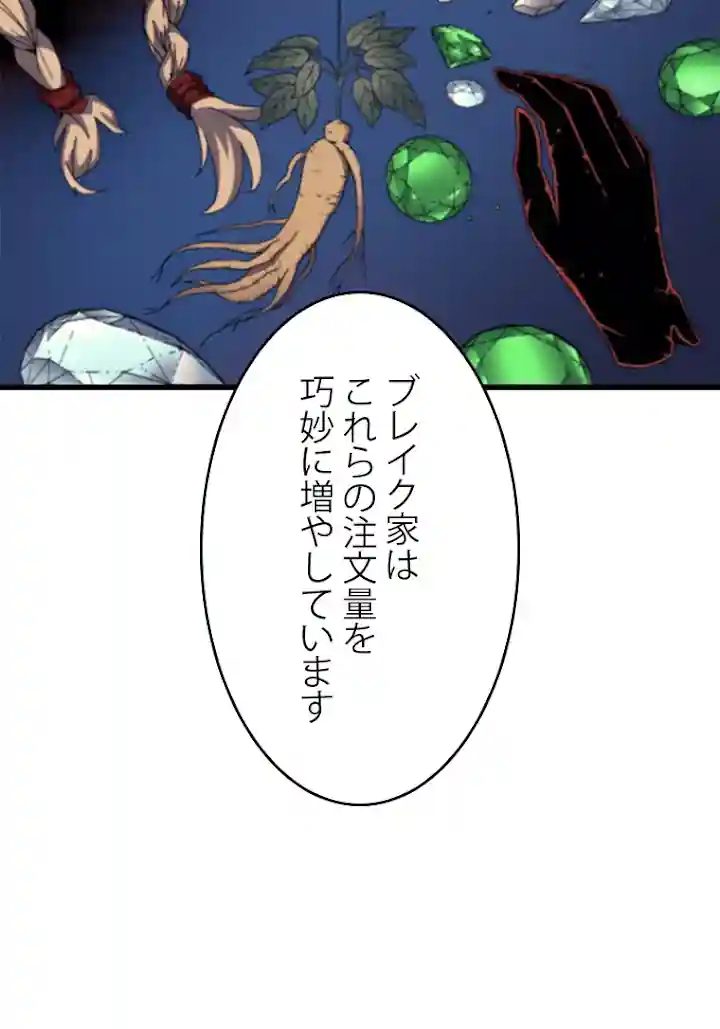 ブレイク家は
これらの注文量を
巧妙に増やしています